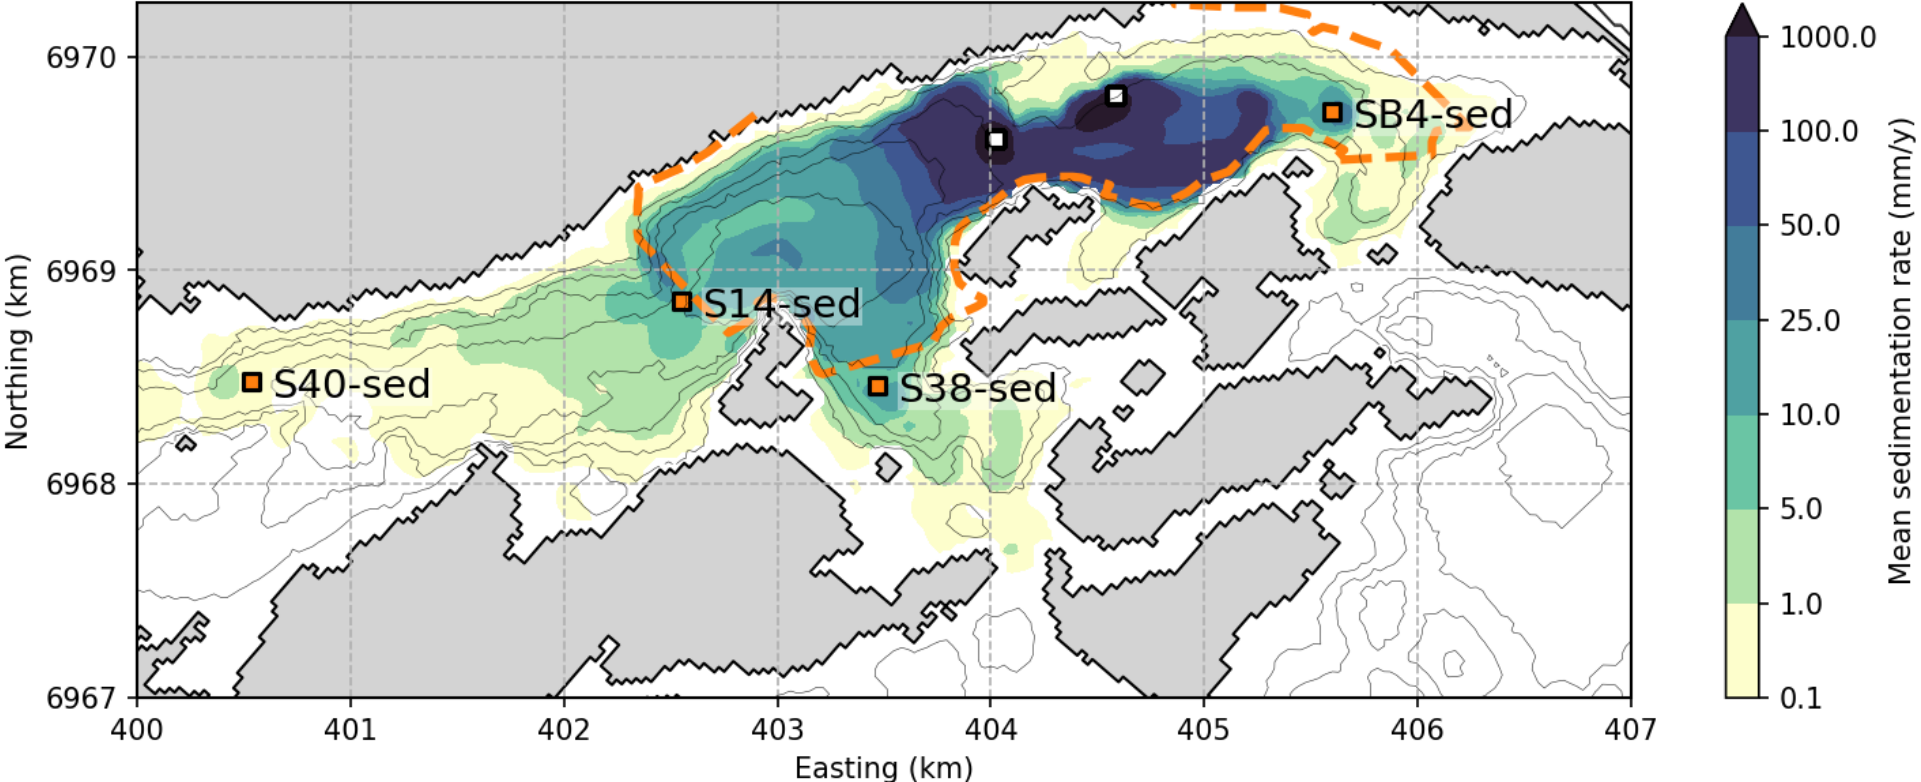 6970
6969
6968
6967
Northing (km)
400
401
402
403
404
405
406
407
Easting (km)
SB4-sed
S14-sed
S40-sed
S38-sed
1000.0
100.0
50.0
25.0
10.0
5.0
1.0
0.1
Mean sedimentation rate (mm/y)